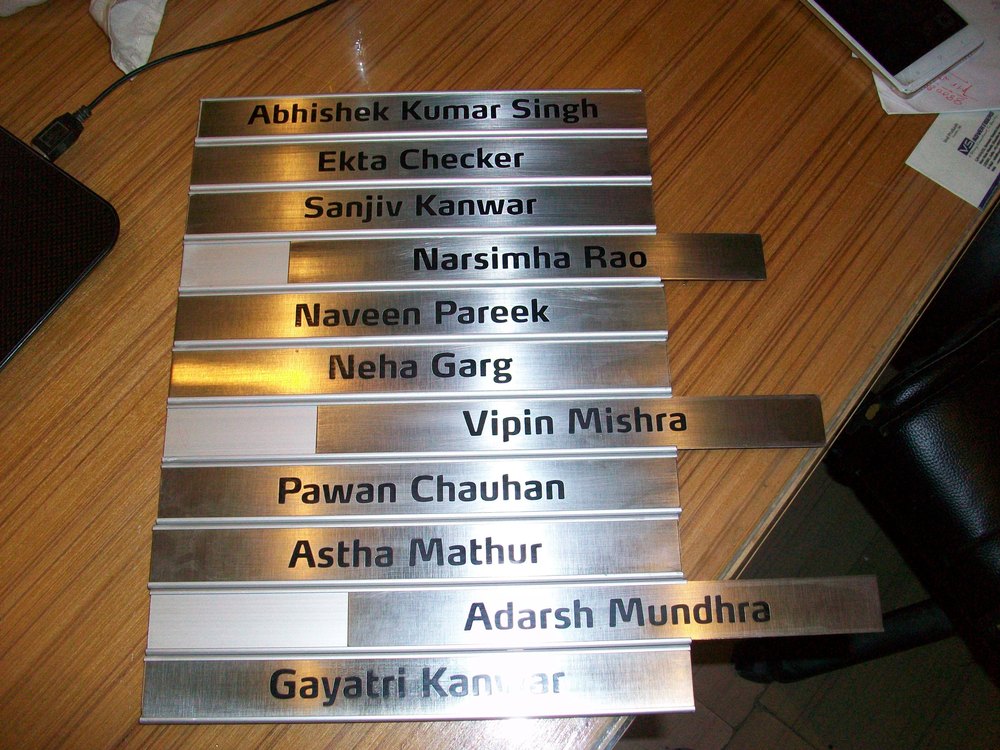 Abhishek Kumar Singh
Ekta Checker
Sanjiv Kanwar
Narsimha Rao
Naveen Pareek
Neha Garg
Vipin Mishra
Pawan Chauhan
Astha Mathur
Adarsh Mundhra
Gayatri Kanwar